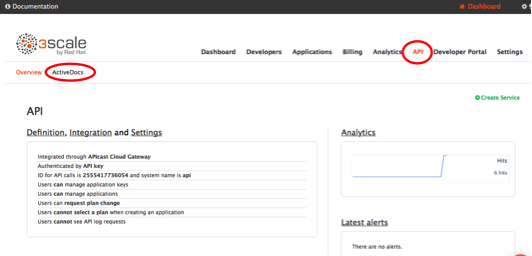 Documentation
Dashboard
3scale
by Red Hat
Dashboard Developers Applications Billing Analytics API Developer Portal Settings
Overview ActiveDocs
Create Service
API
Definition, Integration and Settings
Integrated through APIcast Cloud Gateway
Authenticated by API key
ID for API calls is 2555417736054 and system name is api
Users can manage application keys
Users can manage applications
Users can request plan change
Users cannot select a plan when creating an application
Users cannot see API log requests
Analytics
Hits
6 hits
Latest alerts
There are no alerts.